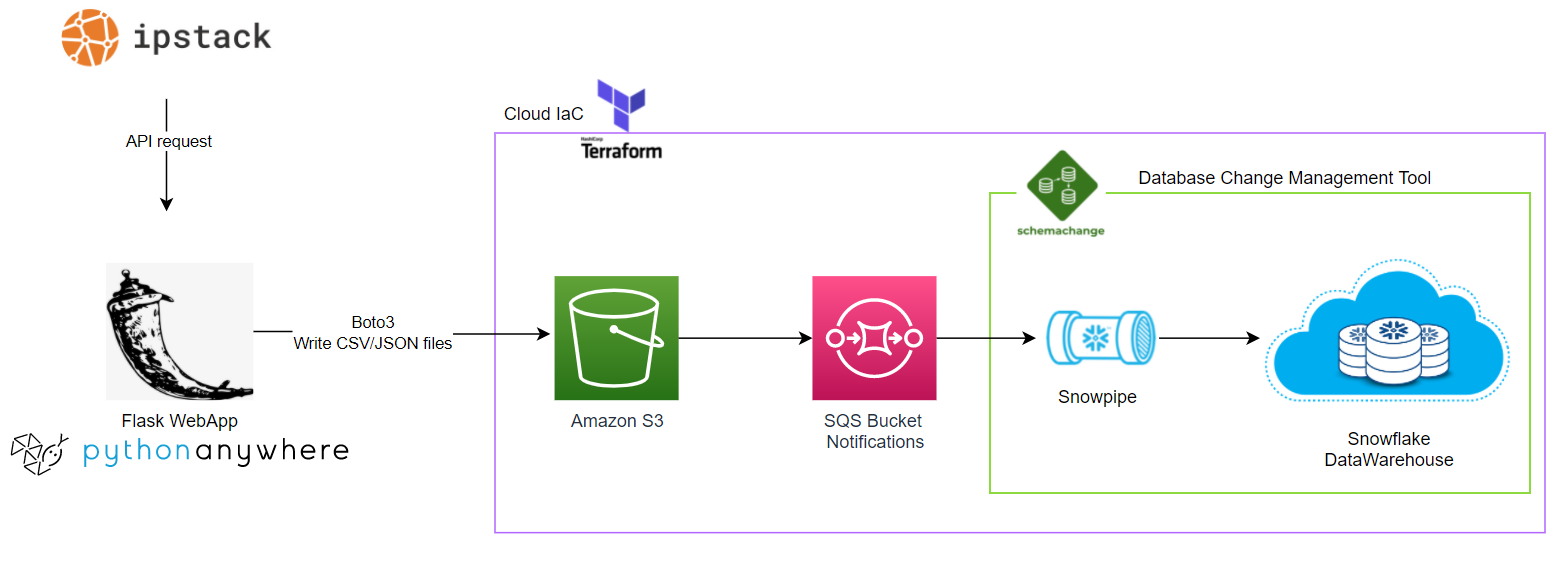 ipstack
API request
Cloud IaC
HashiCorp
Terraform
Database Change Management Tool
schemachange
Boto3
Write CSV/JSON files
Flask WebApp
pythonanywhere
Amazon S3
SQS Bucket
Notifications
Snowpipe
Snowflake
DataWarehouse